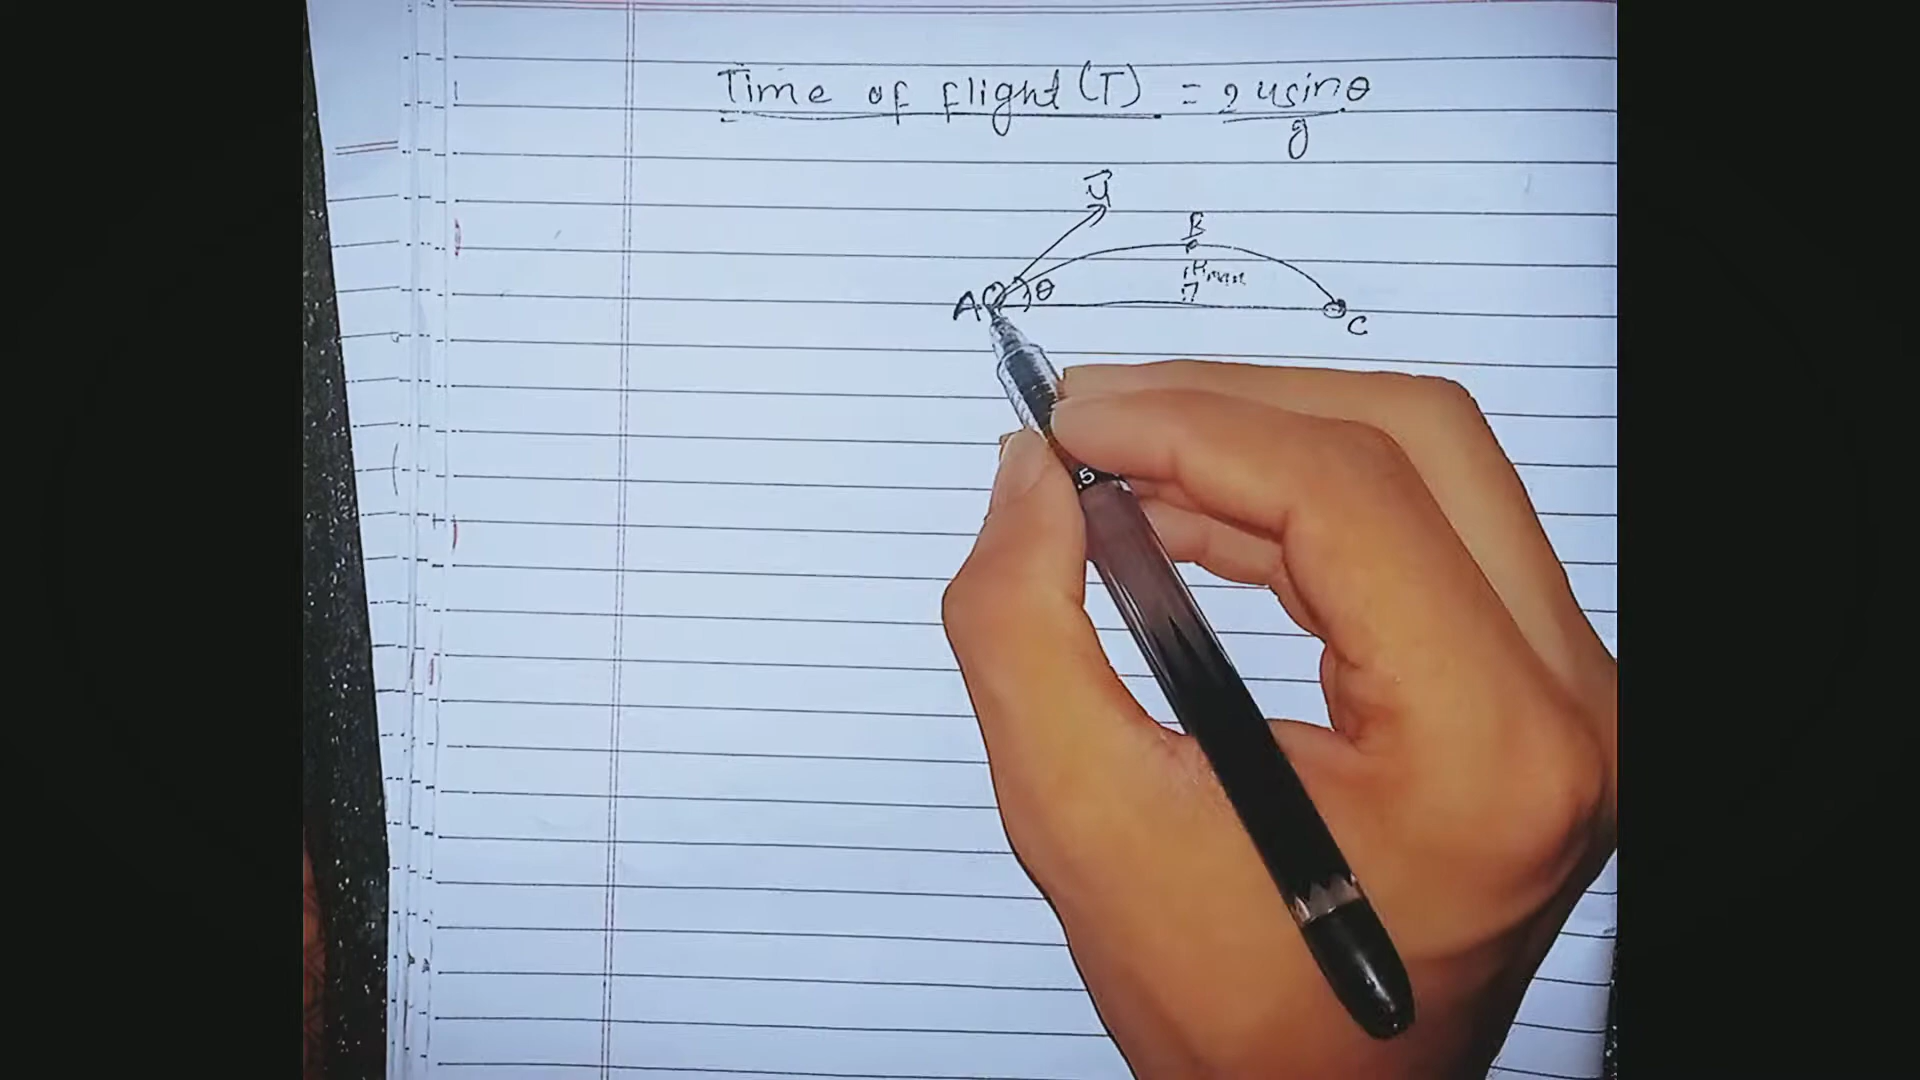 Time of flight (T) = 2usinθ/g
u⃗
B
Hmax
A θ
C
.5